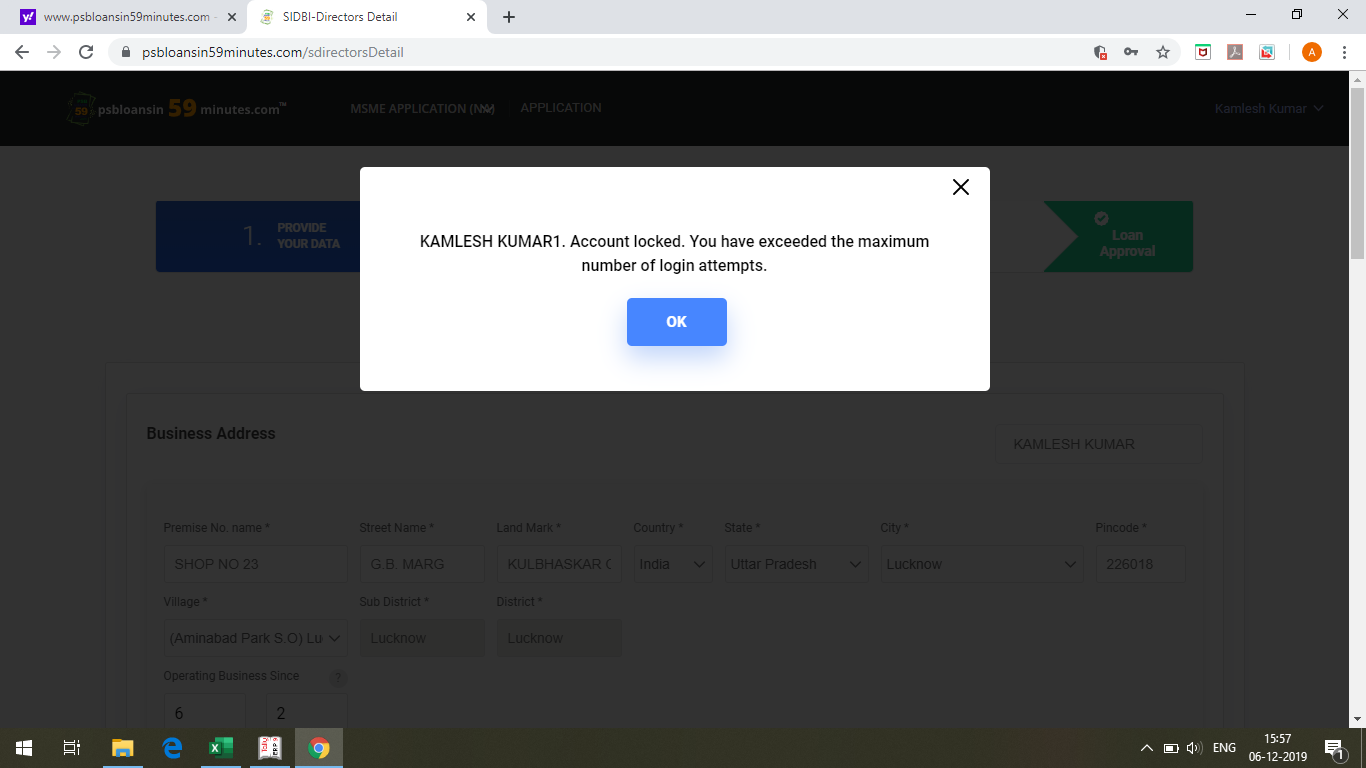 www.psbloansin59minutes.com -
SIDBI-Directors Detail
psbloansin59minutes.com/sdirectorsDetail
A
59 psbloansin 59 minutes.com™
MSME APPLICATION
APPLICATION
Kamlesh Kumar
1. PROVIDE
YOUR DATA
Loan
Approval
KAMLESH KUMAR1. Account locked. You have exceeded the maximum
number of login attempts.
OK
Business Address
KAMLESH KUMAR
Premise No. name * Street Name * Land Mark * Country * State * City * Pincode *
SHOP NO 23 G.B. MARG KULBHASKAR India Uttar Pradesh Lucknow 226018
Village * Sub District * District *
(Aminabad Park S.O) Lu Lucknow Lucknow
Operating Business Since ?
6 2
ENG
15:57
06-12-2019
1